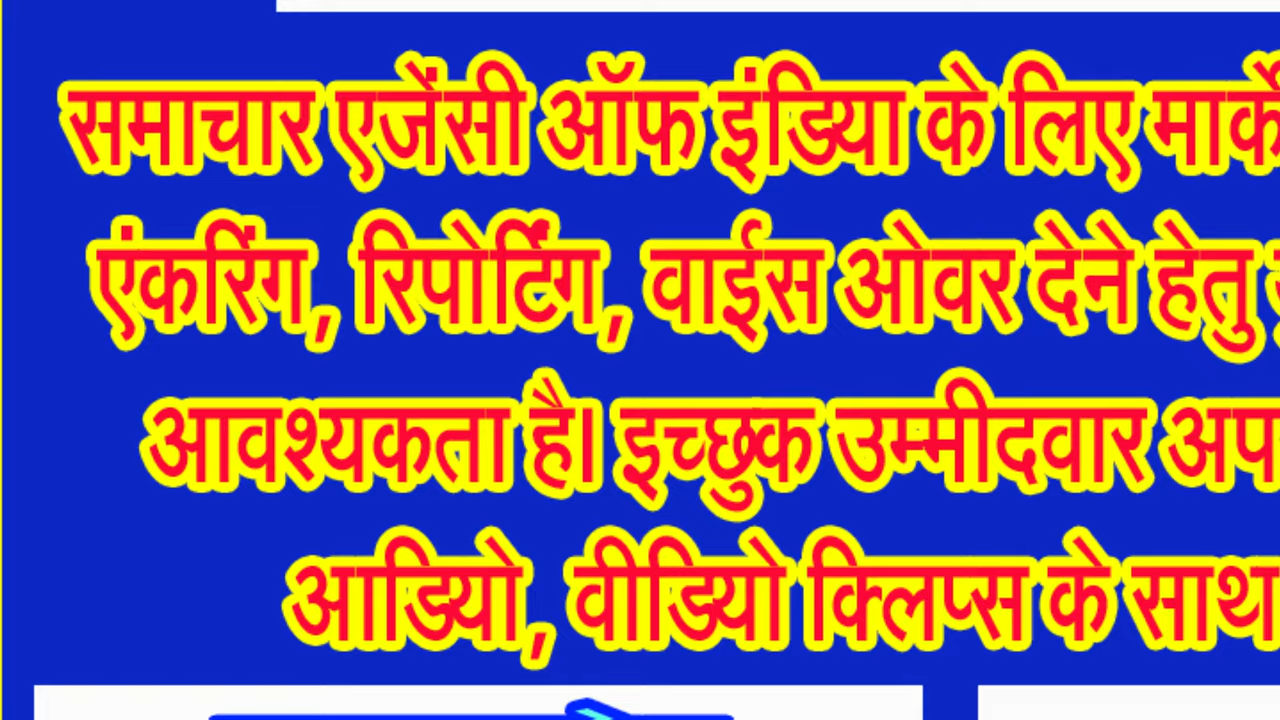 समाचार एजेंसी ऑफ इंडिया के लिए
एंकरिंग, रिपोर्टिंग, वाईस ओवर देने हेतु
आवश्यकता है। इच्छुक उम्मीदवार
आडियो, वीडियो क्लिप्स के साथ